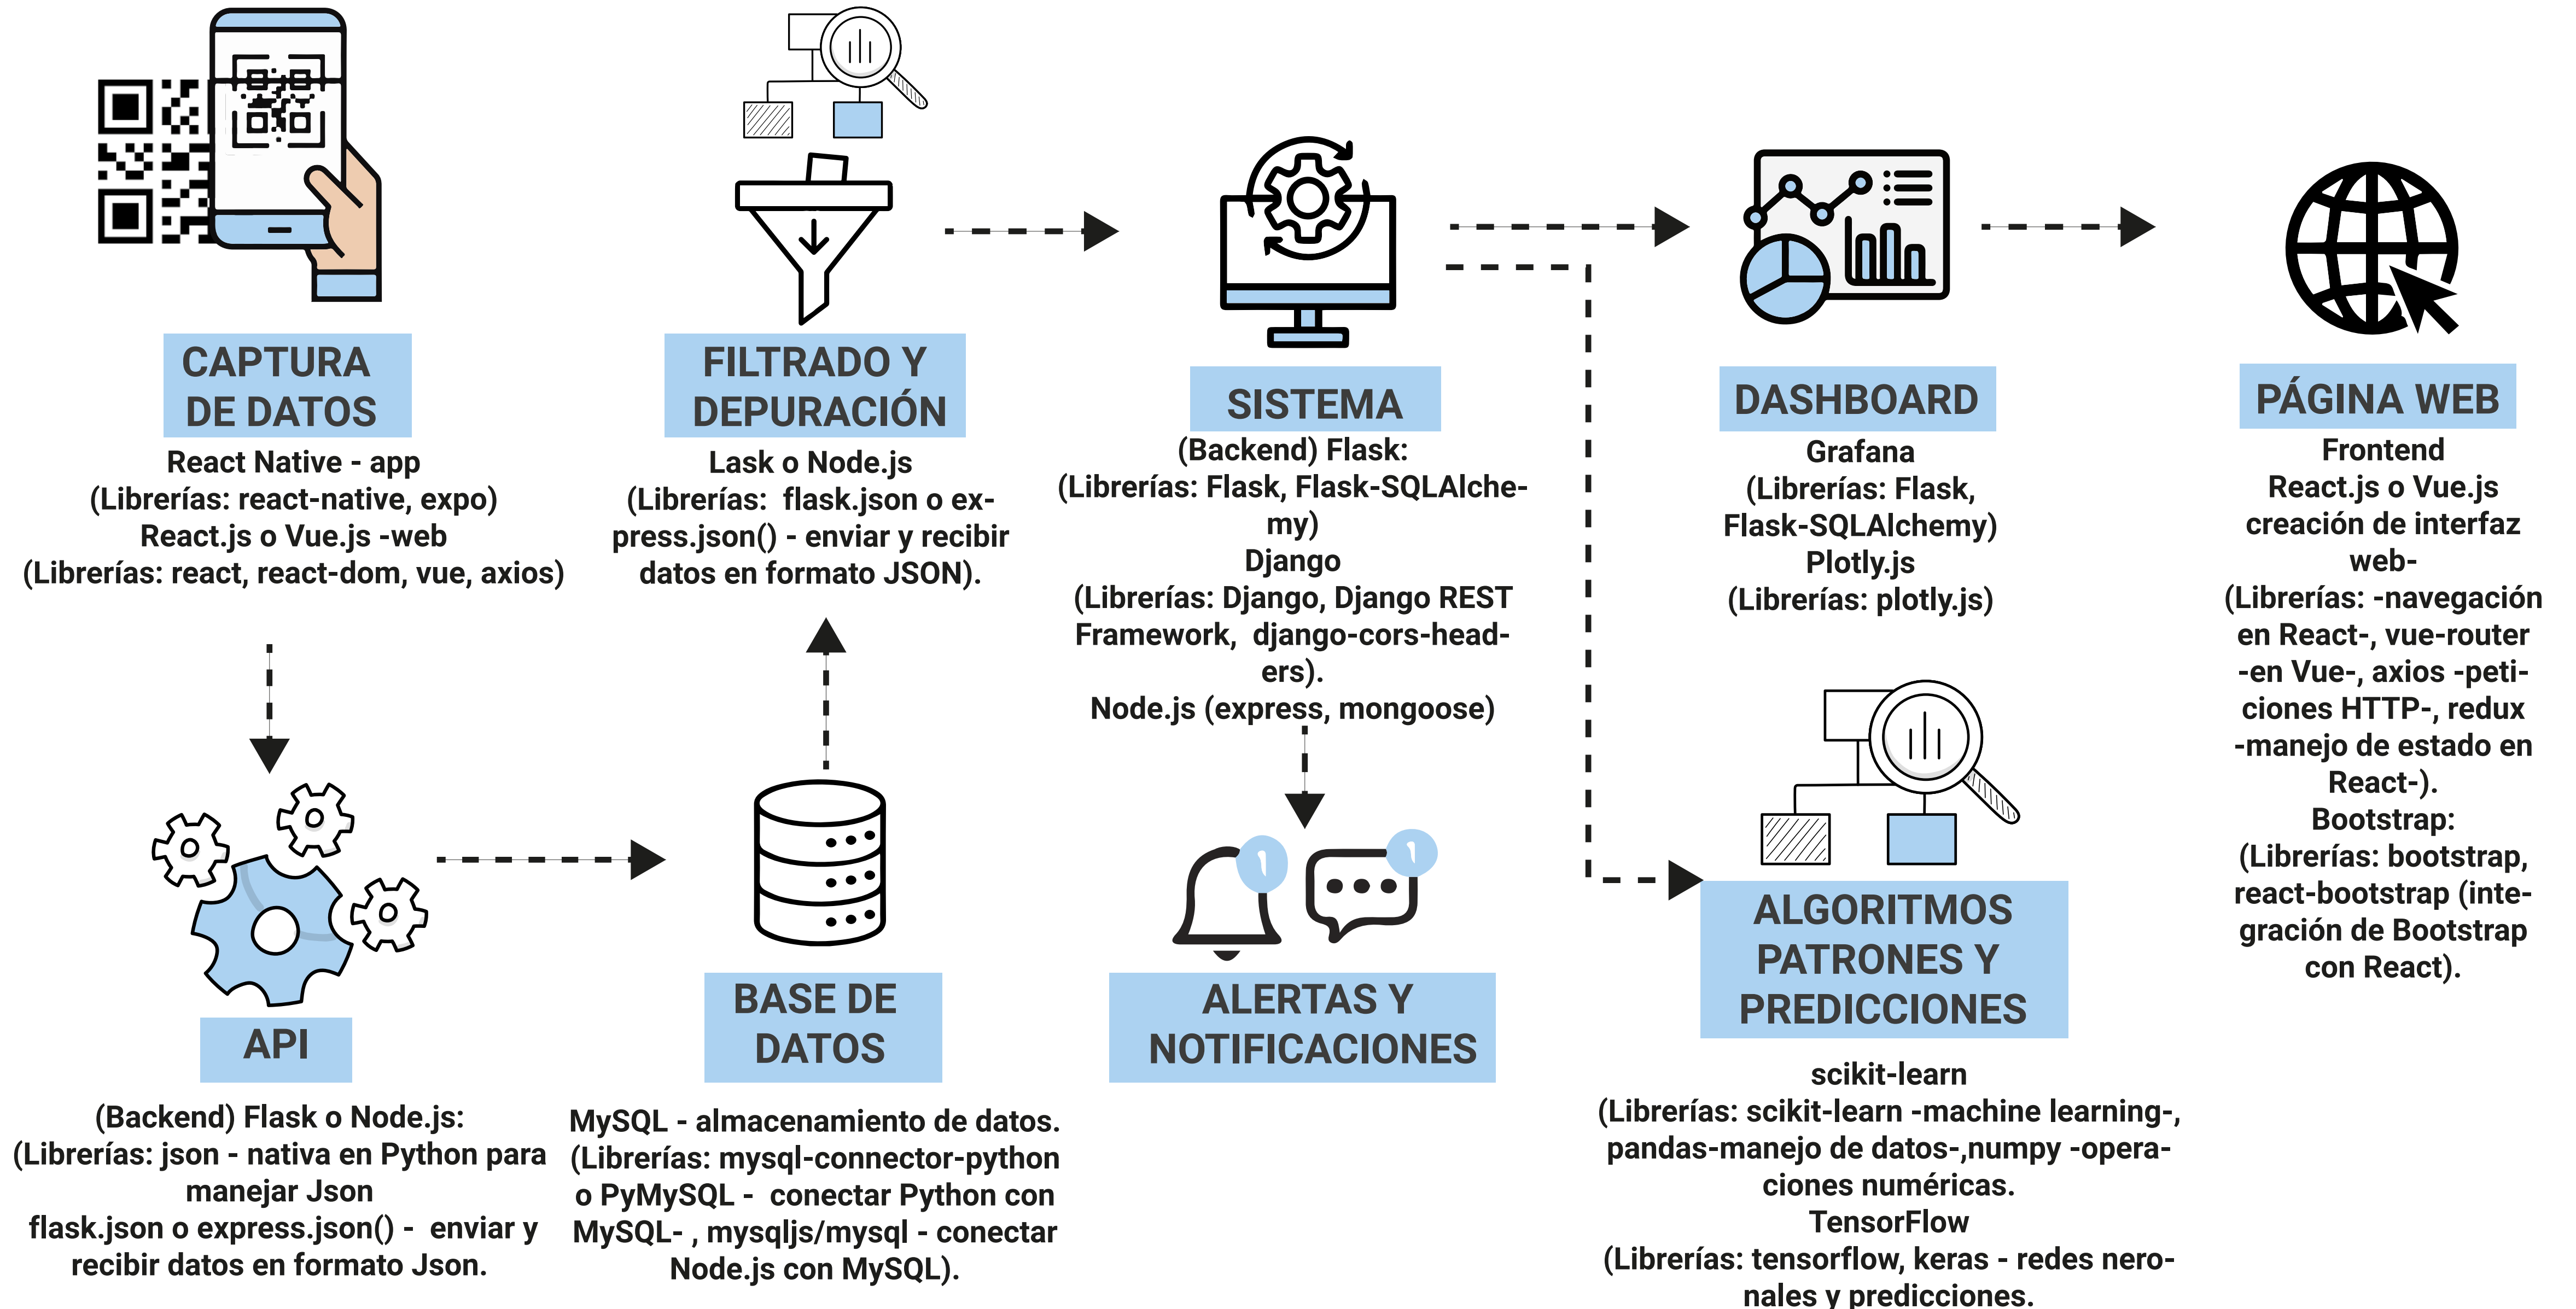 CAPTURA
DE DATOS
React Native - app
(Librerías: react-native, expo)
React.js o Vue.js -web
(Librerías: react, react-dom, vue, axios)
FILTRADO Y
DEPURACIÓN
Lask o Node.js
(Librerías:  flask.json o ex-
press.json() - enviar y recibir
datos en formato JSON).
SISTEMA
(Backend) Flask:
(Librerías: Flask, Flask-SQLAlche-
my)
Django
(Librerías: Django, Django REST
Framework,  django-cors-head-
ers).
Node.js (express, mongoose)
DASHBOARD
Grafana
(Librerías: Flask,
Flask-SQLAlchemy)
Plotly.js
(Librerías: plotly.js)
PÁGINA WEB
Frontend
React.js o Vue.js
creación de interfaz
web-
(Librerías: -navegación
en React-, vue-router
-en Vue-, axios -peti-
ciones HTTP-, redux
-manejo de estado en
React-).
Bootstrap:
(Librerías: bootstrap,
react-bootstrap (inte-
gración de Bootstrap
con React).
API
(Backend) Flask o Node.js:
(Librerías: json - nativa en Python para
manejar Json
flask.json o express.json() -  enviar y
recibir datos en formato Json.
BASE DE
DATOS
MySQL - almacenamiento de datos.
(Librerías: mysql-connector-python
o PyMySQL -  conectar Python con
MySQL- , mysqljs/mysql - conectar
Node.js con MySQL).
1
1
ALERTAS Y
NOTIFICACIONES
ALGORITMOS
PATRONES Y
PREDICCIONES
scikit-learn
(Librerías: scikit-learn -machine learning-,
pandas-manejo de datos-,numpy -opera-
ciones numéricas.
TensorFlow
(Librerías: tensorflow, keras - redes nero-
nales y predicciones.